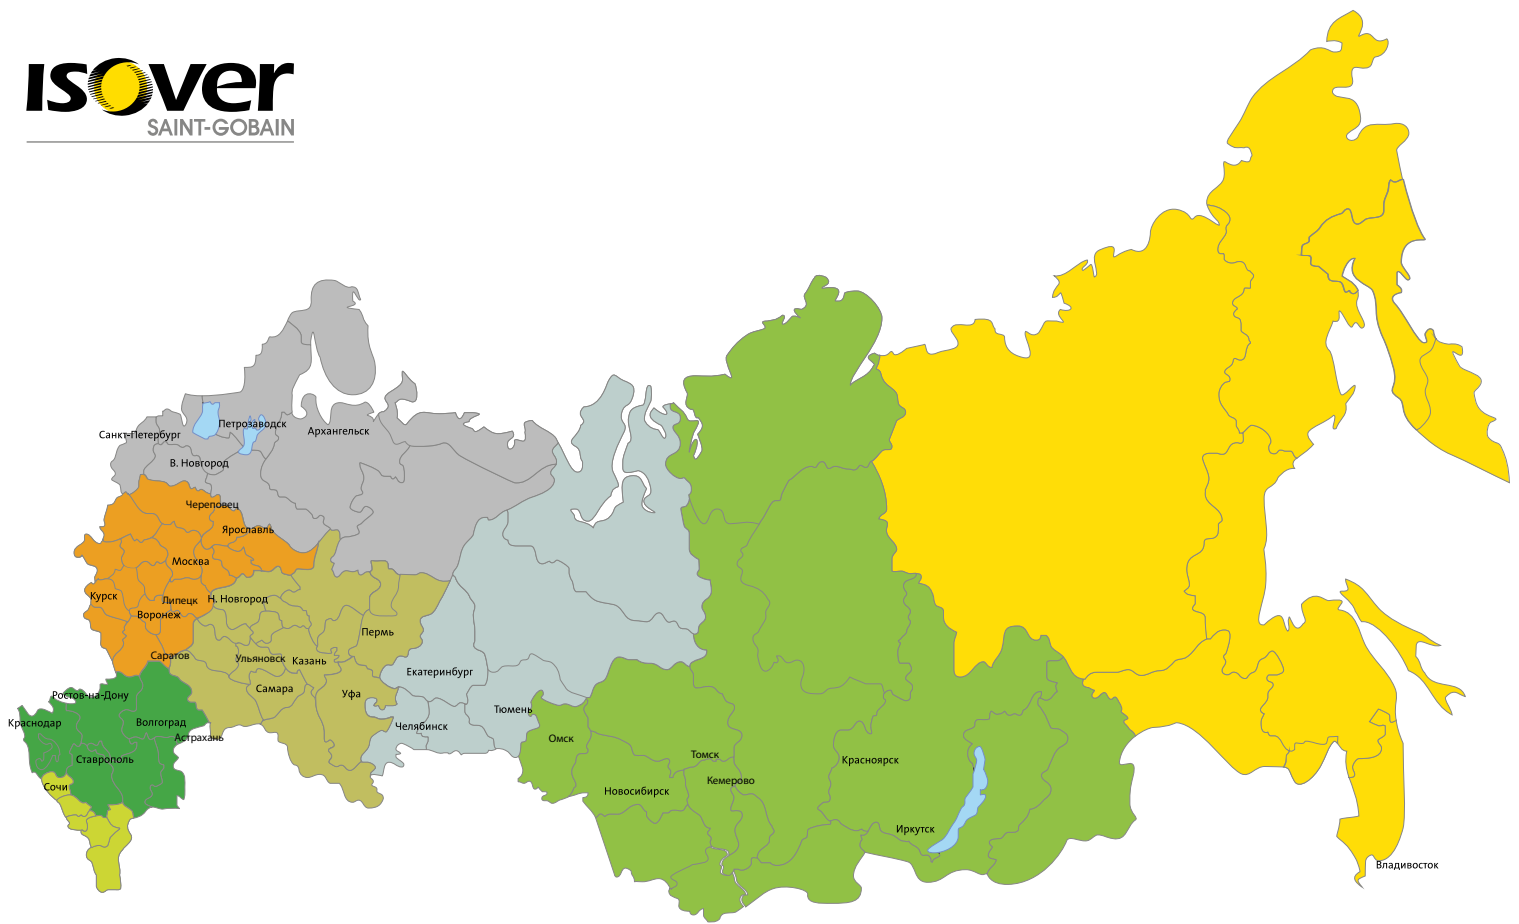 ISOVER
SAINT-GOBAIN
Петрозаводск
Санкт-Петербург
Архангельск
В. Новгород
Череповец
Ярославль
Москва
Курск
Липецк
Н. Новгород
Воронеж
Пермь
Саратов
Ульяновск
Казань
Екатеринбург
Самара
Уфа
Ростов-на-Дону
Тюмень
Краснодар
Волгоград
Челябинск
Астрахань
Омск
Ставрополь
Томск
Красноярск
Кемерово
Сочи
Новосибирск
Иркутск
Владивосток